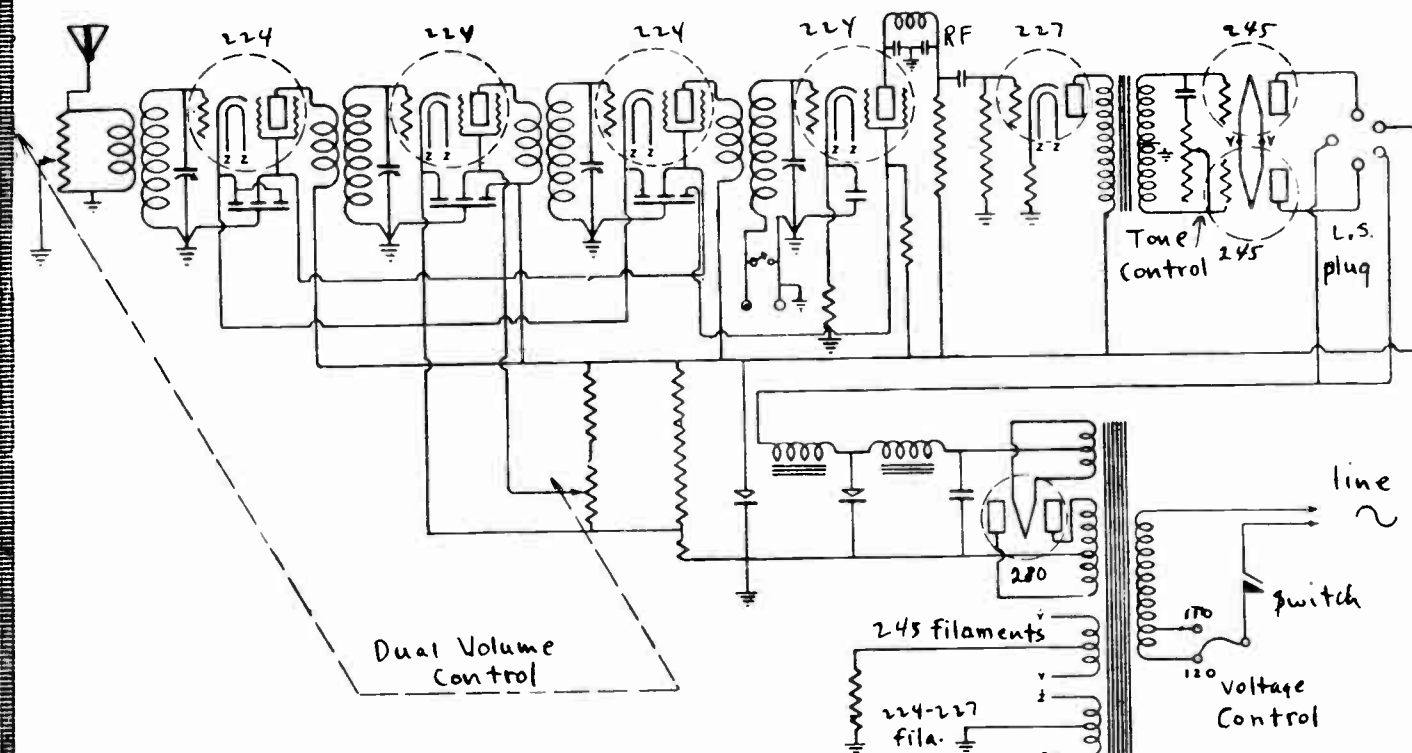 224
224
224
224
RF
227
245
z z
z z
z z
z z
z z
Y Y
Tone
Control
245
L.S.
plug
line
280
switch
110
120
Voltage
Control
Dual Volume
Control
245 Filaments
Y
Y
z
224-227
fila.